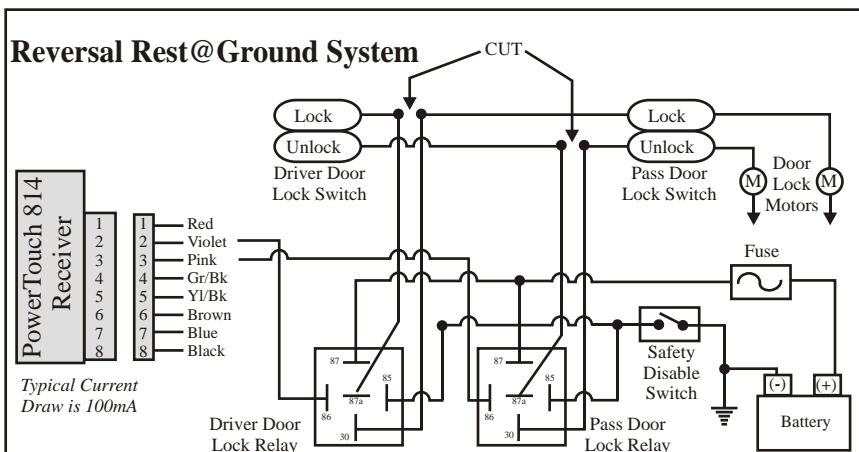 Reversal Rest@Ground System
CUT
Lock
Unlock
Driver Door
Lock Switch
Lock
Unlock
Pass Door
Lock Switch
M
Door
Lock
Motors
M
PowerTouch 814
Receiver
1
2
3
4
5
6
7
8
1
2
3
4
5
6
7
8
Red
Violet
Pink
Gr/Bk
Yl/Bk
Brown
Blue
Black
Typical Current
Draw is 100mA
Fuse
Safety
Disable
Switch
(-)
(+)
Battery
87
85
87a
86
30
Driver Door
Lock Relay
87
85
87a
86
30
Pass Door
Lock Relay